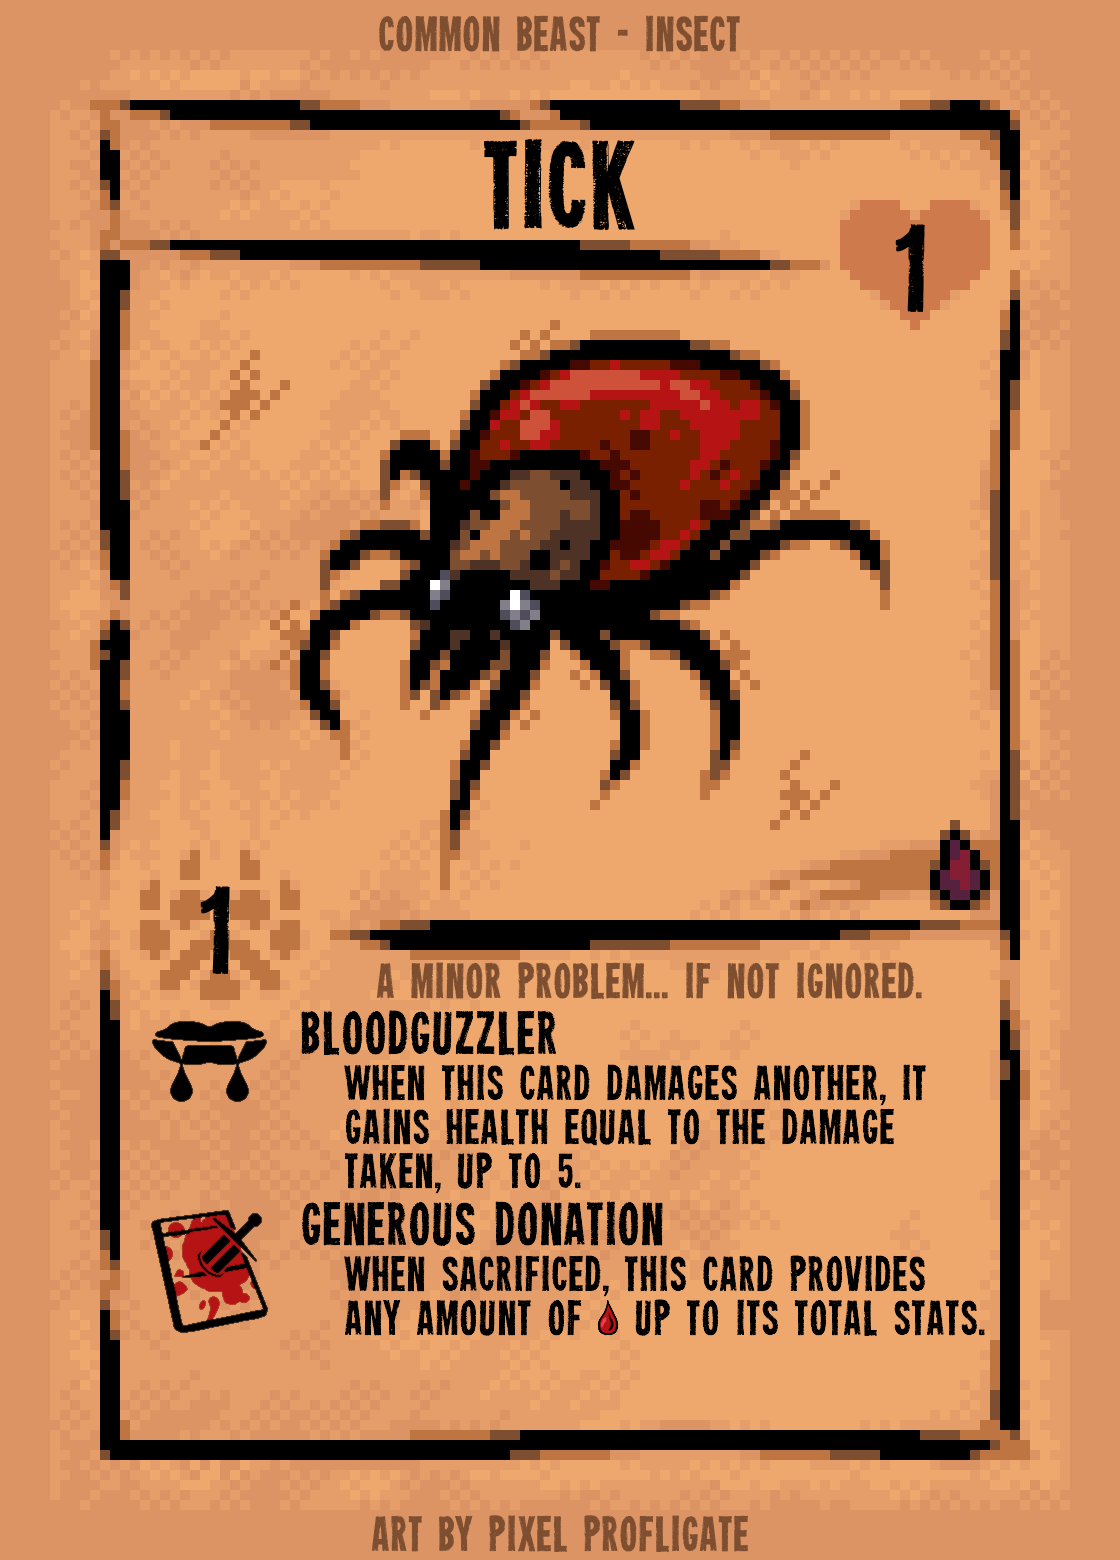 COMMON BEAST - INSECT
TICK
1
1
A MINOR PROBLEM... IF NOT IGNORED.
BLOODGUZZLER
WHEN THIS CARD DAMAGES ANOTHER, IT
GAINS HEALTH EQUAL TO THE DAMAGE
TAKEN, UP TO 5.
GENEROUS DONATION
WHEN SACRIFICED, THIS CARD PROVIDES
ANY AMOUNT OF UP TO ITS TOTAL STATS.
ART BY PIXEL PROFLIGATE